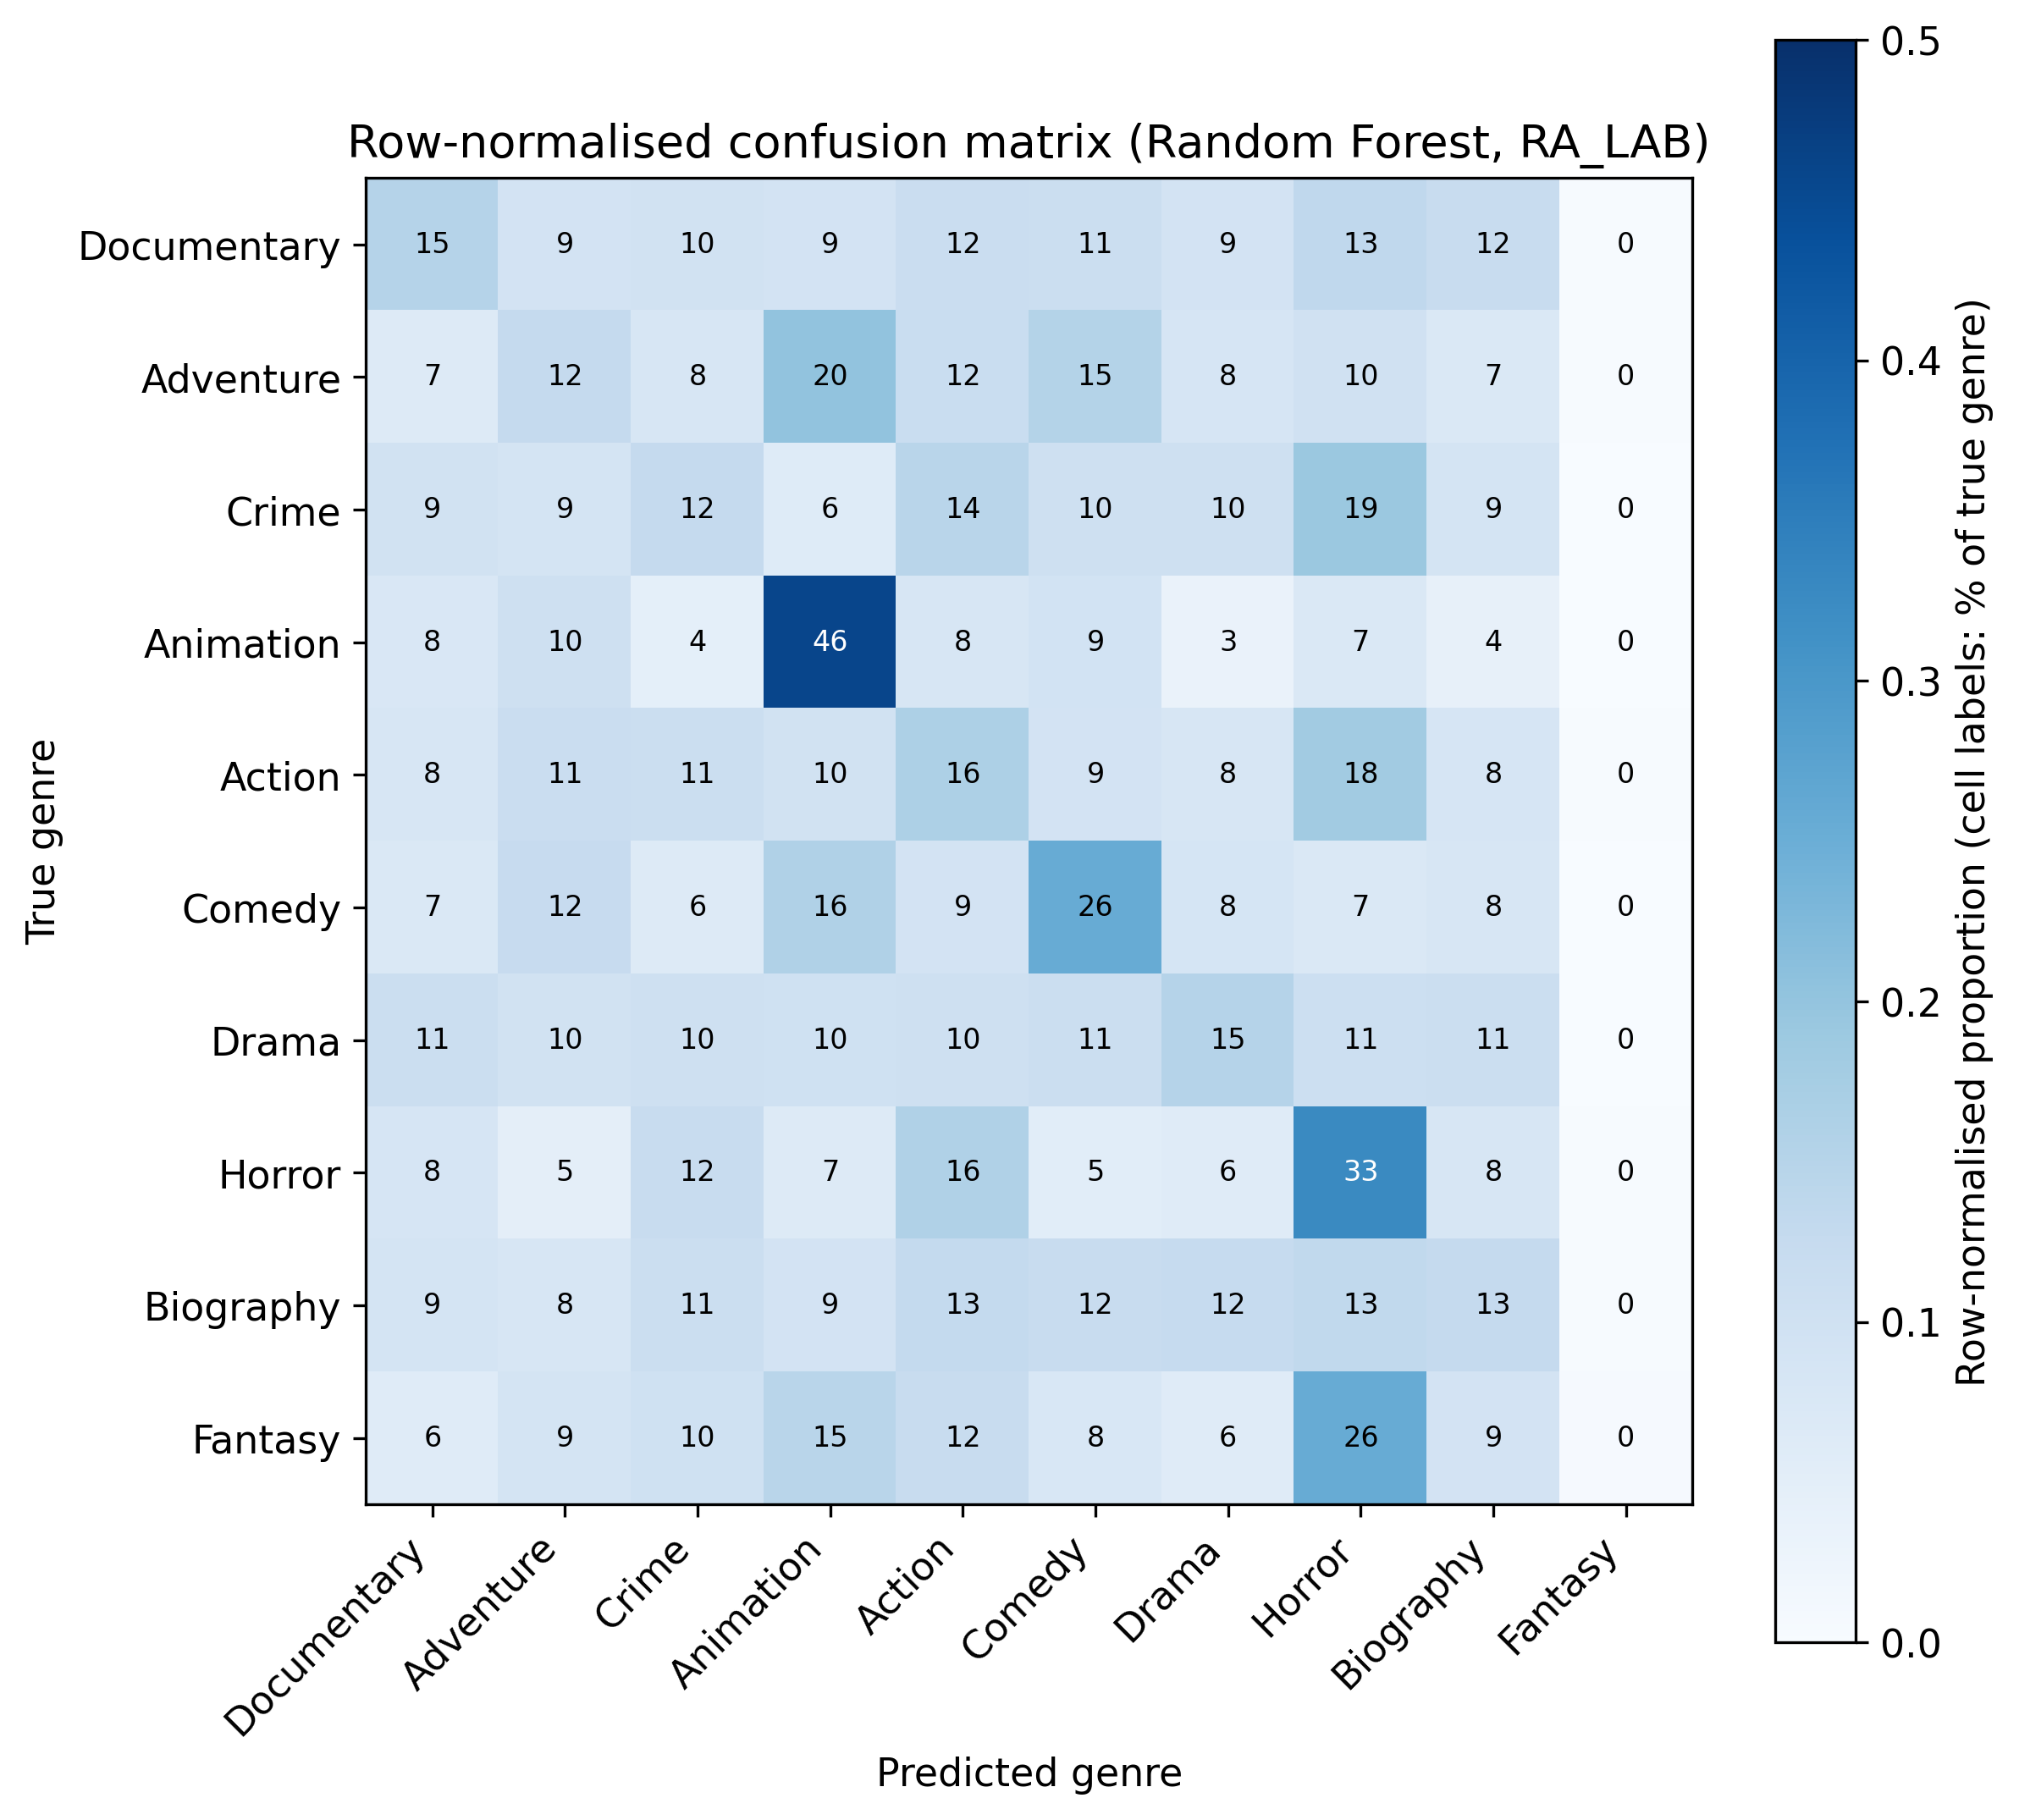 Row-normalised confusion matrix (Random Forest, RA_LAB)
Documentary 15 9 10 9 12 11 9 13 12 0
Adventure 7 12 8 20 12 15 8 10 7 0
Crime 9 9 12 6 14 10 10 19 9 0
Animation 8 10 4 46 8 9 3 7 4 0
Action 8 11 11 10 16 9 8 18 8 0
Comedy 7 12 6 16 9 26 8 7 8 0
Drama 11 10 10 10 10 11 15 11 11 0
Horror 8 5 12 7 16 5 6 33 8 0
Biography 9 8 11 9 13 12 12 13 13 0
Fantasy 6 9 10 15 12 8 6 26 9 0
True genre
Documentary Adventure Crime Animation Action Comedy Drama Horror Biography Fantasy
Predicted genre
0.5
0.4
0.3
0.2
0.1
0.0
Row-normalised proportion (cell labels: % of true genre)